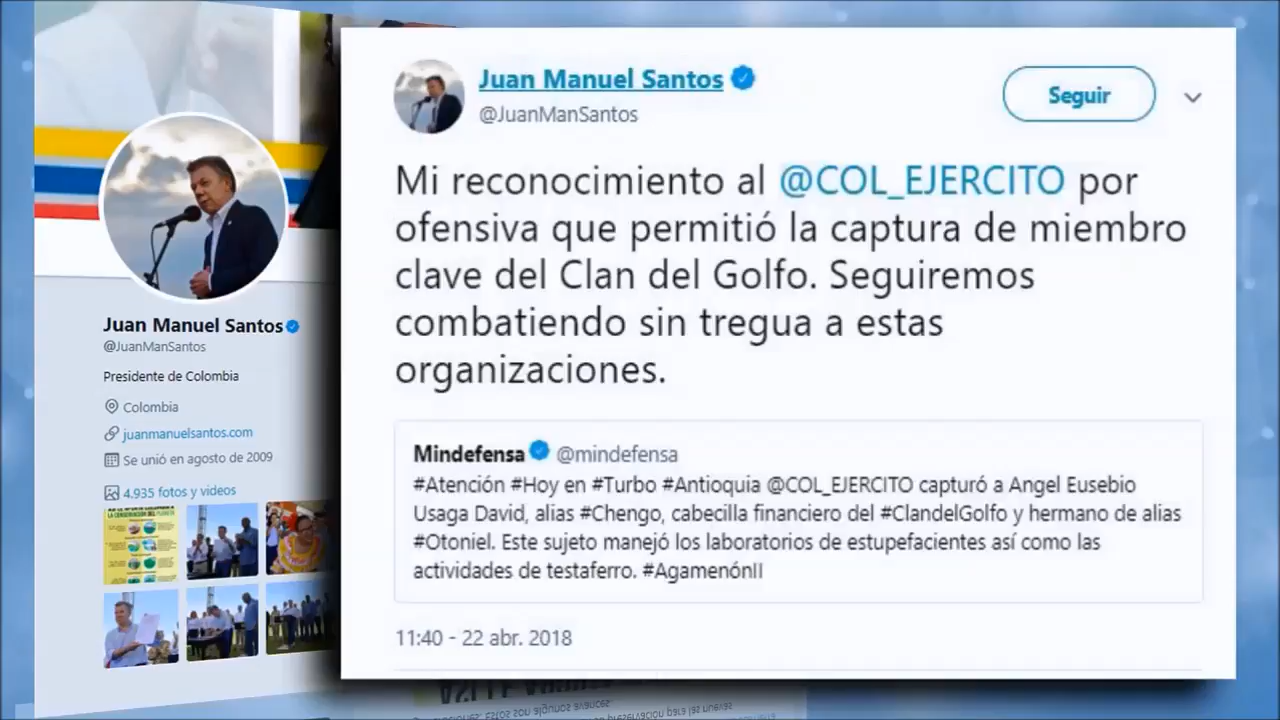 Juan Manuel Santos
@JuanManSantos
Presidente de Colombia
Colombia
juanmanuelsantos.com
Se unió en agosto de 2009
4.935 fotos y videos
LA CONSERVACIÓN DEL PLANETA
Juan Manuel Santos
@JuanManSantos
Seguir
Mi reconocimiento al @COL_EJERCITO por
ofensiva que permitió la captura de miembro
clave del Clan del Golfo. Seguiremos
combatiendo sin tregua a estas
organizaciones.
Mindefensa @mindefensa
#Atención #Hoy en #Turbo #Antioquia @COL_EJERCITO capturó a Angel Eusebio
Usaga David, alias #Chengo, cabecilla financiero del #ClandelGolfo y hermano de alias
#Otoniel. Este sujeto manejó los laboratorios de estupefacientes así como las
actividades de testaferro. #AgamenónII
11:40 - 22 abr. 2018